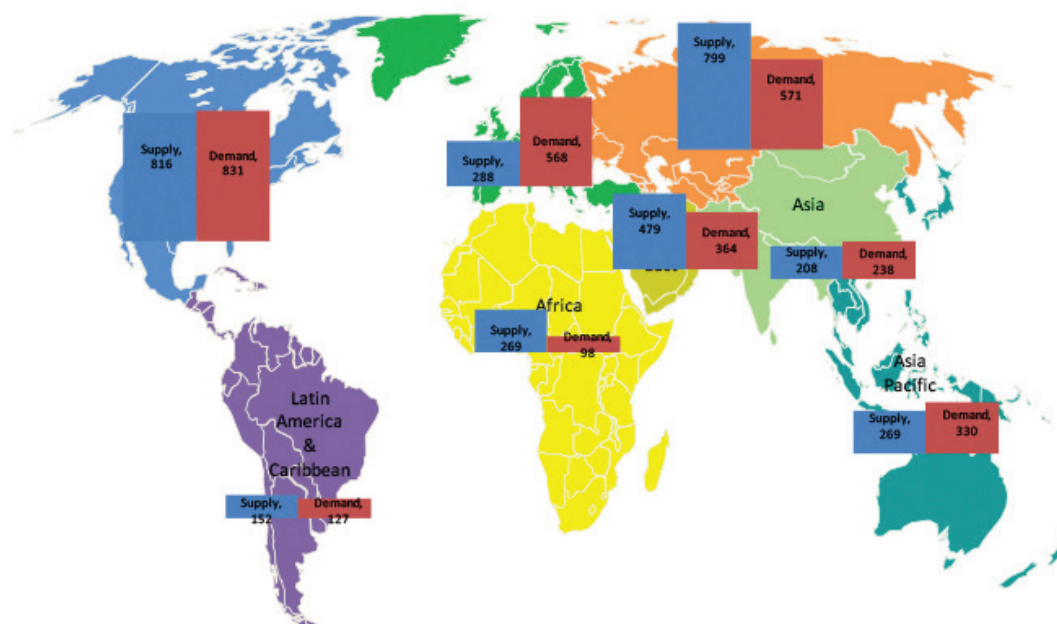 Supply,
799
Demand,
571
Supply,
816
Demand,
831
Supply,
288
Demand,
568
Asia
Supply,
479
Demand,
364
East
Supply,
208
Demand,
238
Africa
Supply,
269
Demand,
98
Asia
Pacific
Supply,
269
Demand,
330
Latin
America
&
Caribbean
Supply,
152
Demand,
127